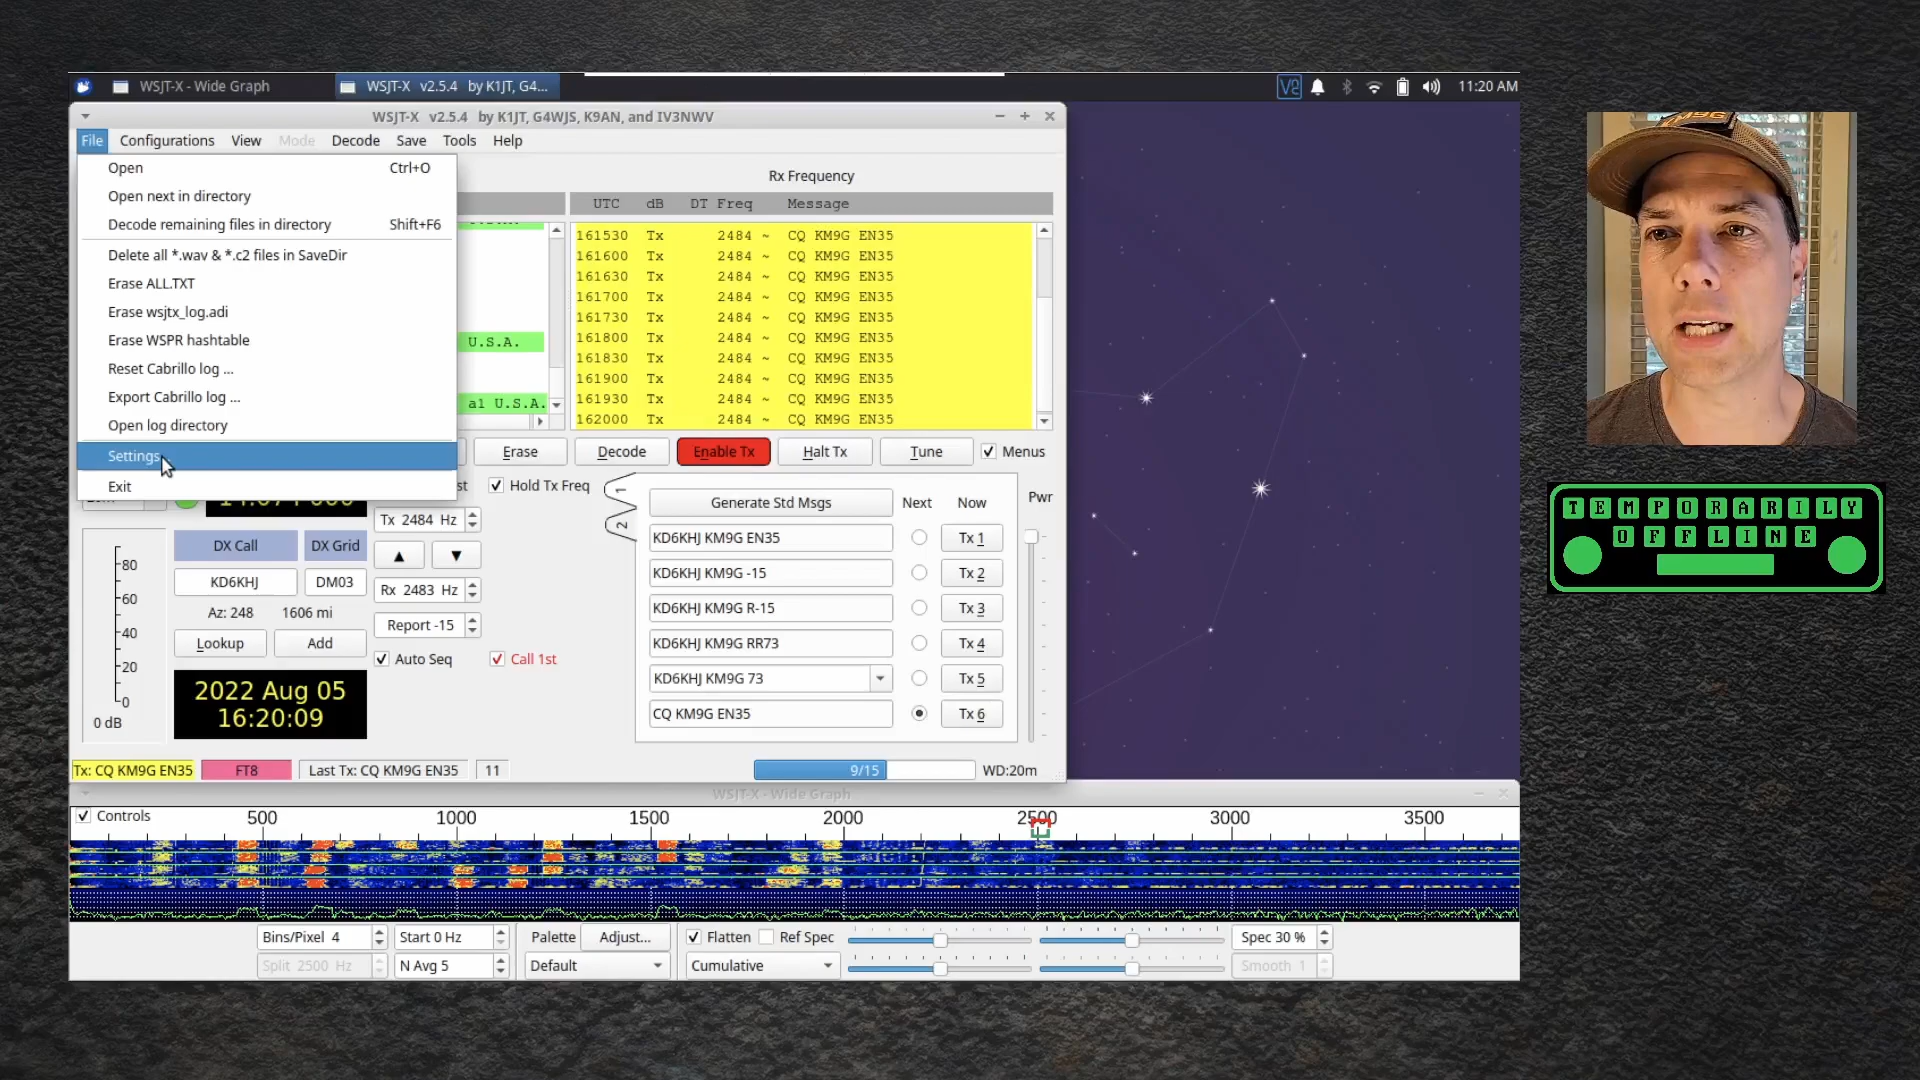 WSJT-X - Wide Graph
WSJT-X v2.5.4 by K1JT, G4...
11:20 AM
WSJT-X v2.5.4 by K1JT, G4WJS, K9AN, and IV3NWV
File Configurations View Mode Decode Save Tools Help
Open Ctrl+O
Open next in directory
Decode remaining files in directory Shift+F6
Delete all *.wav & *.c2 files in SaveDir
Erase ALL.TXT
Erase wsjtx_log.adi
Erase WSPR hashtable
Reset Cabrillo log ...
Export Cabrillo log ...
Open log directory
Settings
Exit
U.S.A.
a1 U.S.A.
Rx Frequency
UTC dB DT Freq Message
161530 Tx 2484 ~ CQ KM9G EN35
161600 Tx 2484 ~ CQ KM9G EN35
161630 Tx 2484 ~ CQ KM9G EN35
161700 Tx 2484 ~ CQ KM9G EN35
161730 Tx 2484 ~ CQ KM9G EN35
161800 Tx 2484 ~ CQ KM9G EN35
161830 Tx 2484 ~ CQ KM9G EN35
161900 Tx 2484 ~ CQ KM9G EN35
161930 Tx 2484 ~ CQ KM9G EN35
162000 Tx 2484 ~ CQ KM9G EN35
Erase Decode Enable Tx Halt Tx Tune Menus
st Hold Tx Freq
Tx 2484 Hz
Rx 2483 Hz
Report -15
Auto Seq Call 1st
DX Call DX Grid
KD6KHJ DM03
Az: 248 1606 mi
Lookup Add
2022 Aug 05
16:20:09
80
60
40
20
0
0 dB
1
2
Generate Std Msgs Next Now Pwr
KD6KHJ KM9G EN35 Tx 1
KD6KHJ KM9G -15 Tx 2
KD6KHJ KM9G R-15 Tx 3
KD6KHJ KM9G RR73 Tx 4
KD6KHJ KM9G 73 Tx 5
CQ KM9G EN35 Tx 6
Tx: CQ KM9G EN35 FT8 Last Tx: CQ KM9G EN35 11 9/15 WD:20m
WSJT-X - Wide Graph
Controls 500 1000 1500 2000 2500 3000 3500
Bins/Pixel 4 Start 0 Hz Palette Adjust... Flatten Ref Spec Spec 30 %
Split 2500 Hz N Avg 5 Default Cumulative Smooth 1
KM9G
TEMPORARILY
OFFLINE